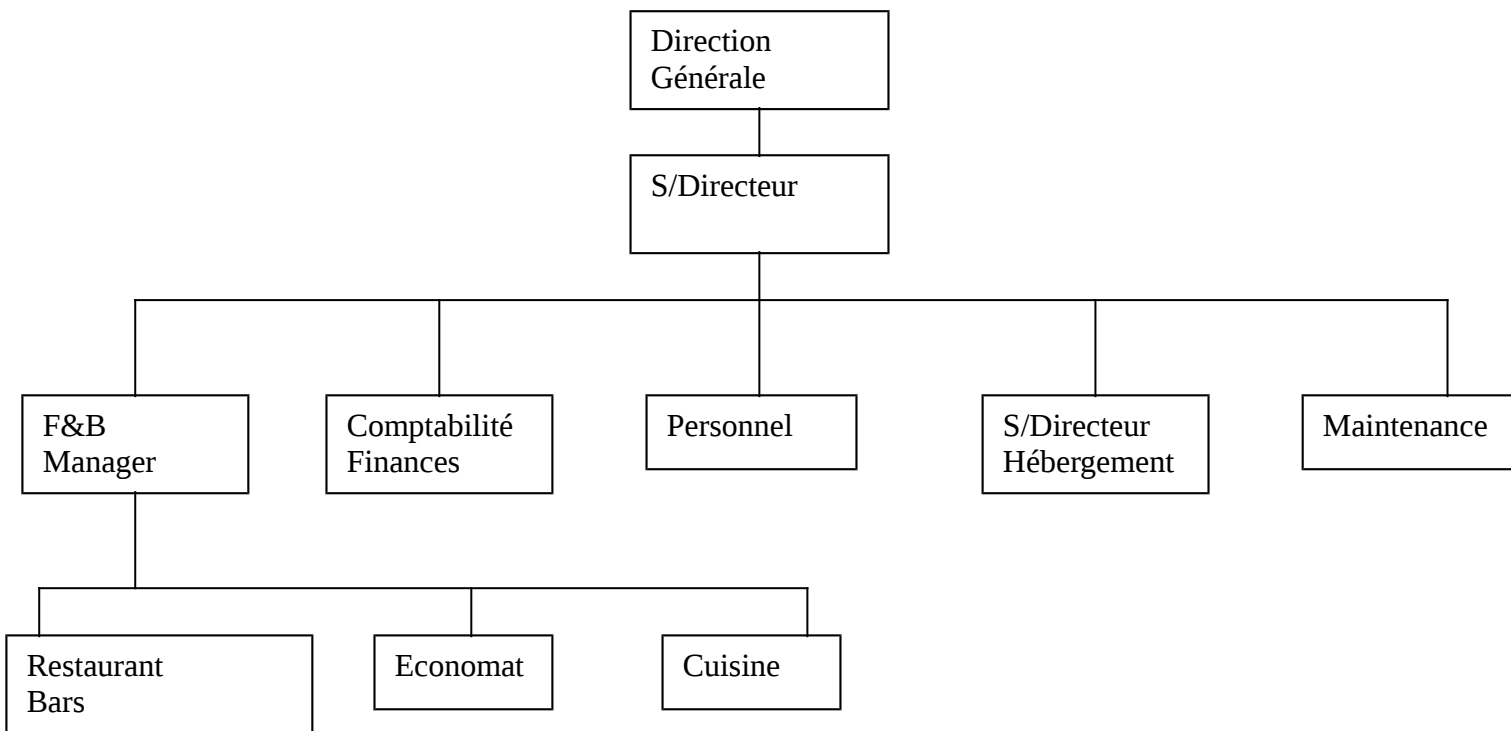 Direction
Générale
S/Directeur
F&B
Manager
Comptabilité
Finances
Personnel
S/Directeur
Hébergement
Maintenance
Restaurant
Bars
Economat
Cuisine